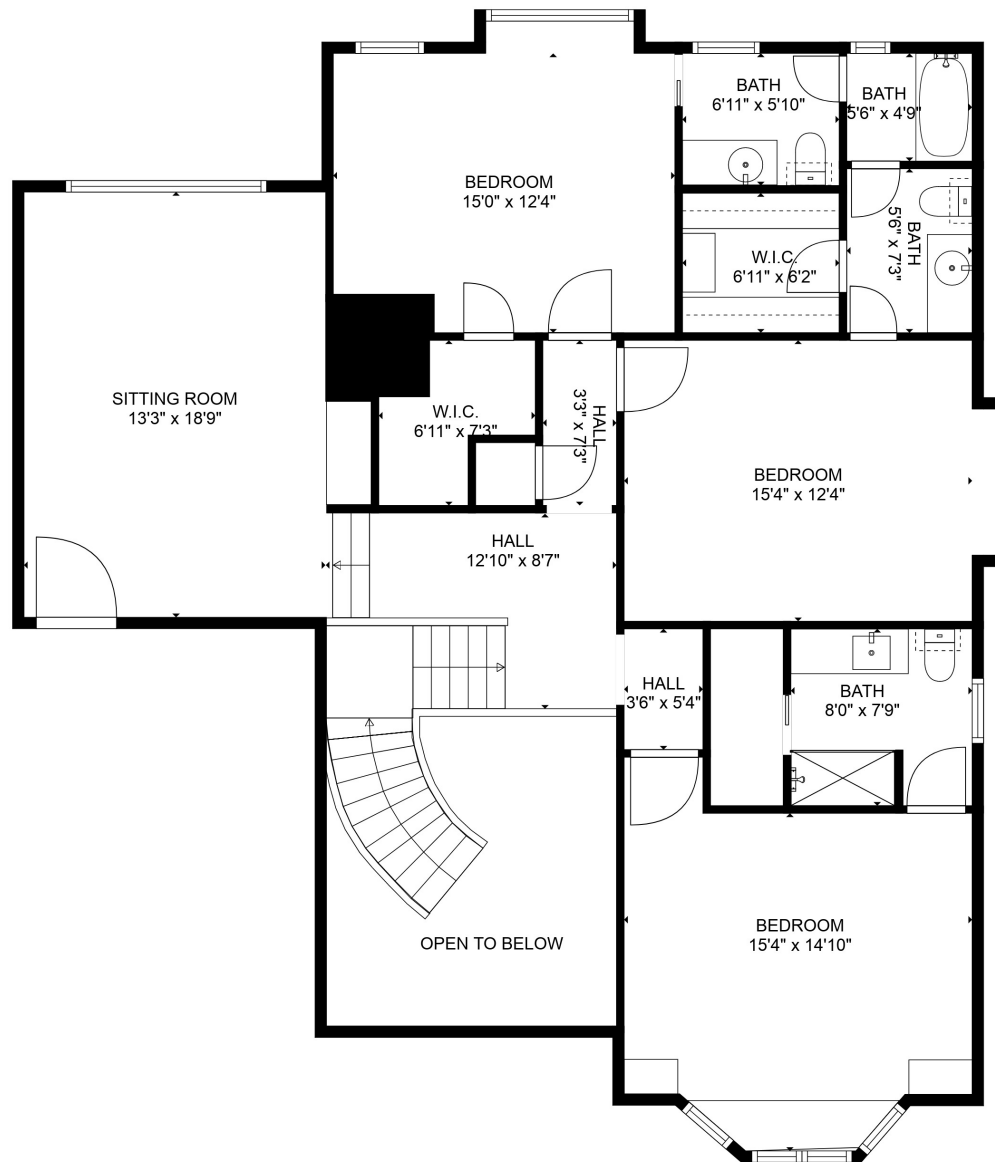 BATH
6'11" x 5'10"
BATH
5'6" x 4'9"
BEDROOM
15'0" x 12'4"
BATH
5'6" x 7'3"
W.I.C.
6'11" x 6'2"
SITTING ROOM
13'3" x 18'9"
W.I.C.
6'11" x 7'3"
HALL
3'3" x 7'3"
BEDROOM
15'4" x 12'4"
HALL
12'10" x 8'7"
HALL
3'6" x 5'4"
BATH
8'0" x 7'9"
OPEN TO BELOW
BEDROOM
15'4" x 14'10"